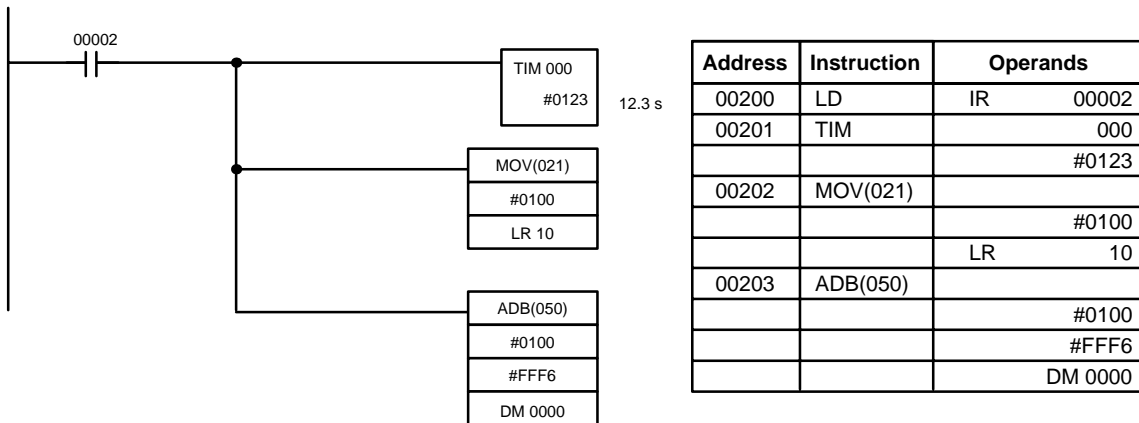 00002
TIM 000
#0123
12.3 s
MOV(021)
#0100
LR 10
ADB(050)
#0100
#FFF6
DM 0000
Address Instruction Operands
00200 LD IR 00002
00201 TIM 000
#0123
00202 MOV(021)
#0100
LR 10
00203 ADB(050)
#0100
#FFF6
DM 0000